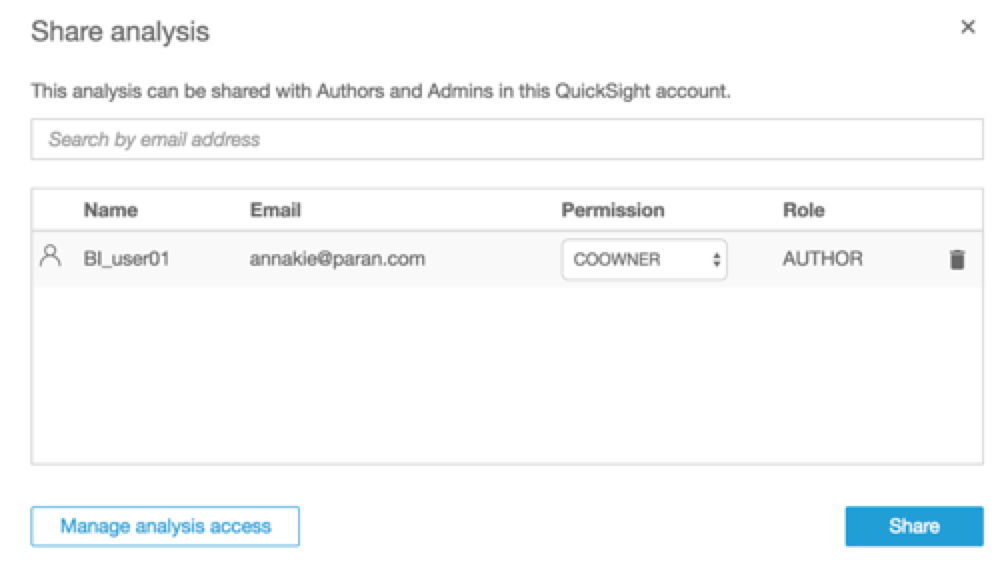 Share analysis
This analysis can be shared with Authors and Admins in this QuickSight account.
Search by email address
Name Email Permission Role
BI_user01 annakie@paran.com COOWNER AUTHOR
Manage analysis access Share